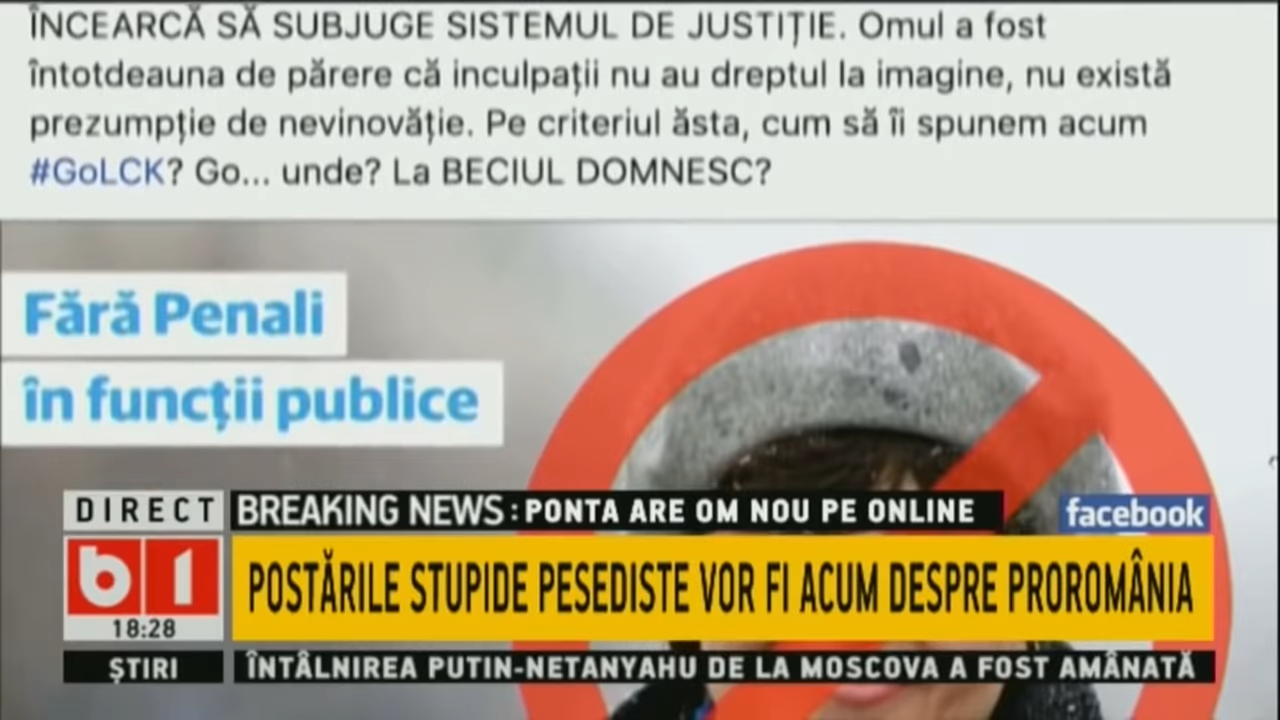 ÎNCEARCĂ SĂ SUBJUGE SISTEMUL DE JUSTIȚIE. Omul a fost
întotdeauna de părere că inculpații nu au dreptul la imagine, nu există
prezumpție de nevinovăție. Pe criteriul ăsta, cum să îi spunem acum
#GoLCK? Go... unde? La BECIUL DOMNESC?
Fără Penali
în funcții publice
DIRECT
BREAKING NEWS: PONTA ARE OM NOU PE ONLINE
facebook
b1
POSTĂRILE STUPIDE PESEDISTE VOR FI ACUM DESPRE PROROMÂNIA
18:28
ȘTIRI
ÎNTÂLNIREA PUTIN-NETANYAHU DE LA MOSCOVA A FOST AMÂNATĂ